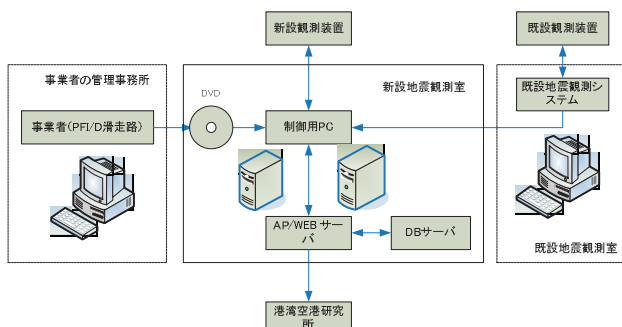 新設観測装置
既設観測装置
事業者の管理事務所
DVD
新設地震観測室
既設地震観測シ
ステム
事業者(PFI/D滑走路)
制御用PC
AP/WEB サー
バ
DBサーバ
既設地震観測室
港湾空港研究
所